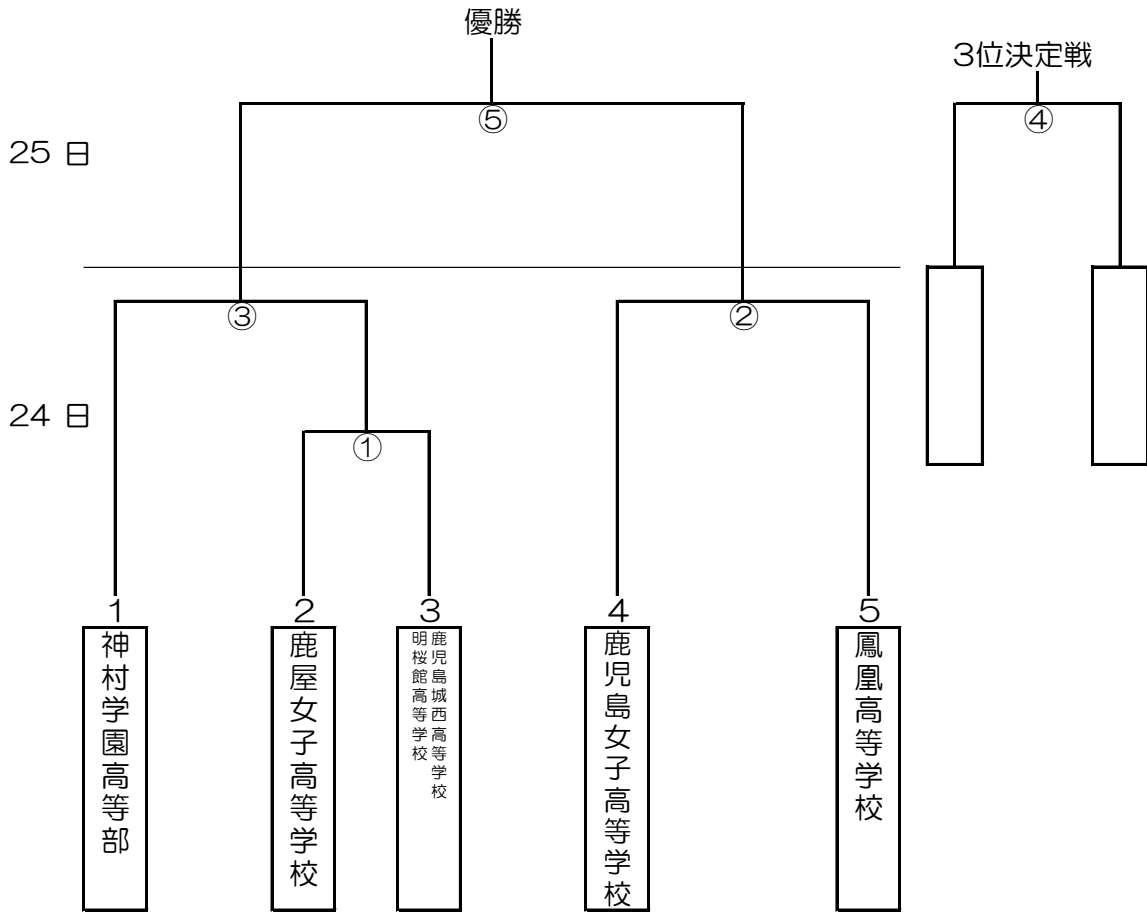 優勝
3位決定戦
⑤
④
25 日
③
②
24 日
①
1
2
3
4
5
神村学園高等部
鹿屋女子高等学校
鹿児島城西高等学校
明桜館高等学校
鹿児島女子高等学校
鳳凰高等学校